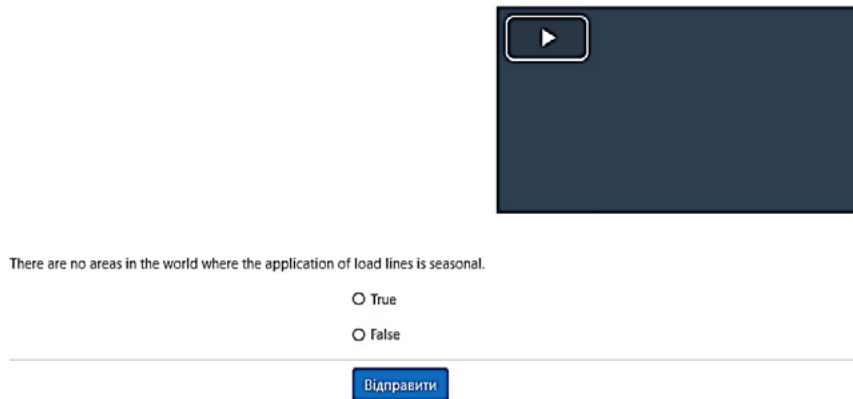 There are no areas in the world where the application of load lines is seasonal.
True
False
Відправити